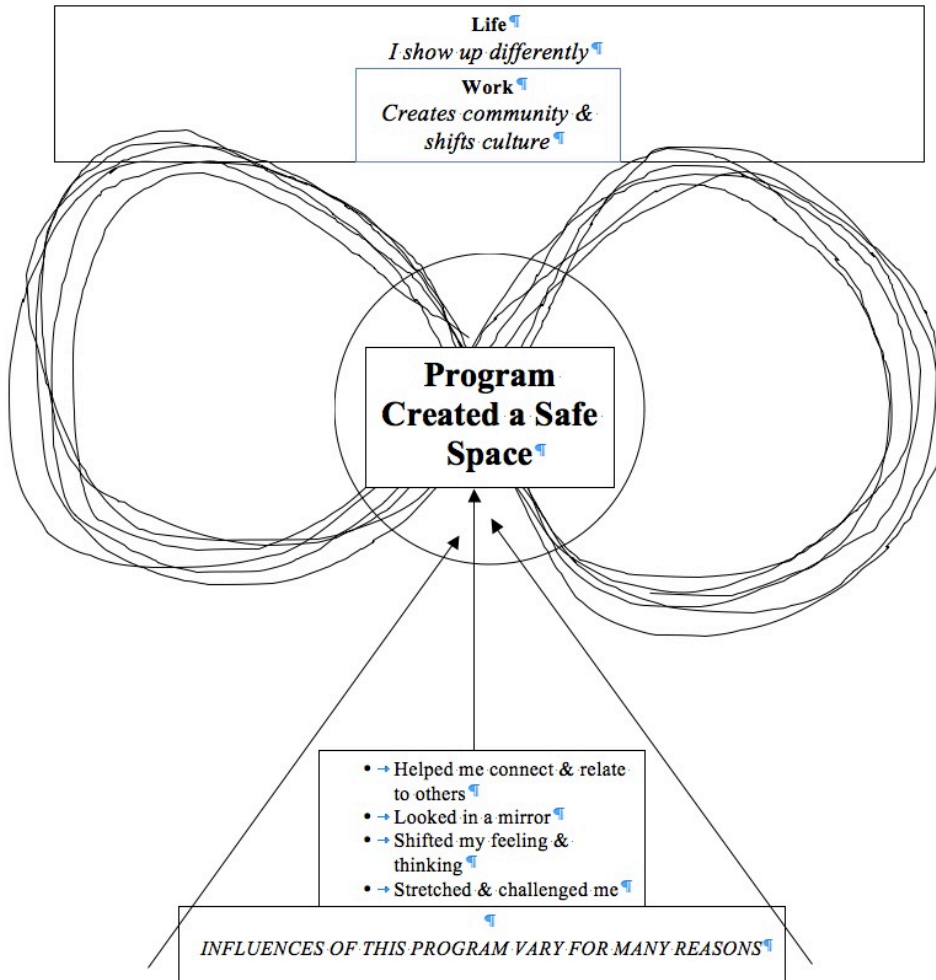 Life¶
I show up differently¶
Work¶
Creates community &
shifts culture¶
Program
Created a Safe
Space¶
• → Helped me connect & relate
to others¶
• → Looked in a mirror¶
• → Shifted my feeling &
thinking¶
• → Stretched & challenged me¶
¶
INFLUENCES OF THIS PROGRAM VARY FOR MANY REASONS¶